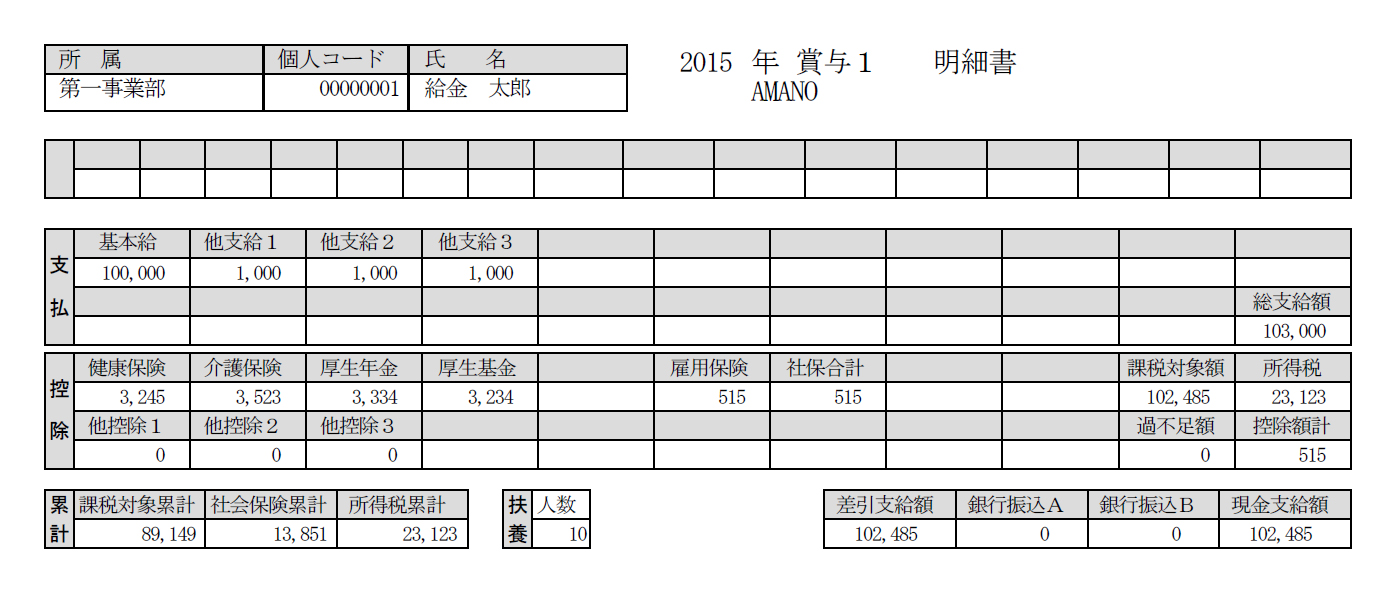 所　属　個人コード　氏　　名
2015 年 賞与１　明細書
第一事業部　00000001　給金　太郎
AMANO
支払
基本給　他支給１　他支給２　他支給３
100,000　1,000　1,000　1,000
総支給額
103,000
控除
健康保険　介護保険　厚生年金　厚生基金　雇用保険　社保合計　課税対象額　所得税
3,245　3,523　3,334　3,234　515　515　102,485　23,123
他控除１　他控除２　他控除３　過不足額　控除額計
0　0　0　0　515
累計
課税対象累計　社会保険累計　所得税累計
89,149　13,851　23,123
扶養
人数
10
差引支給額　銀行振込Ａ　銀行振込Ｂ　現金支給額
102,485　0　0　102,485